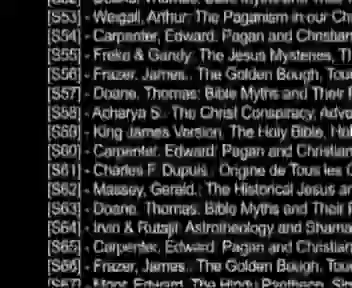 [S53] - Weigall, Arthur: The Paganism in our Ch
[S54] - Carpenter, Edward: Pagan and Christian
[S55] - Freke & Gandy: The Jesus Mysteries, T
[S56] - Frazer, James.: The Golden Bough, Tou
[S57] - Doane, Thomas: Bible Myths and Their
[S58] - Acharya S.: The Christ Conspiracy, Adve
[S59] - King James Version, The Holy Bible, Hol
[S60] - Carpenter, Edward: Pagan and Christian
[S61] - Charles F. Dupuis,: Origine de Tous les C
[S62] - Massey, Gerald.: The Historical Jesus an
[S63] - Doane, Thomas: Bible Myths and Their
[S64] - Irvin & Rutajit: Astrotheology and Shama
[S65] - Carpenter, Edward: Pagan and Christian
[S66] - Frazer, James.: The Golden Bough, Tou